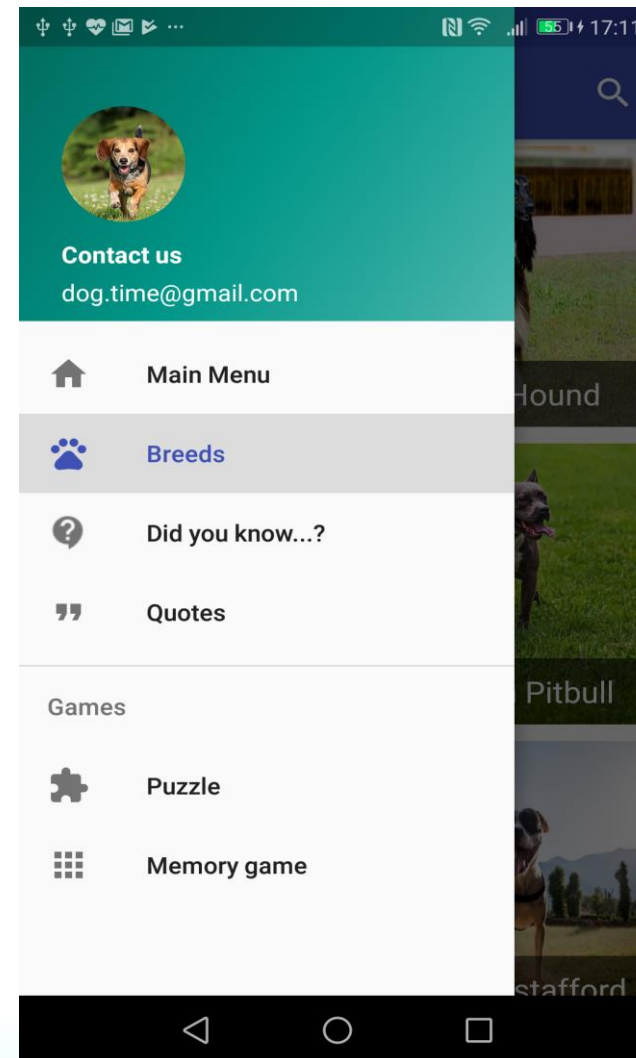 55 17:11
Contact us
dog.time@gmail.com
Main Menu
Hound
Breeds
Did you know...?
Quotes
Pitbull
Games
Puzzle
Memory game
stafford